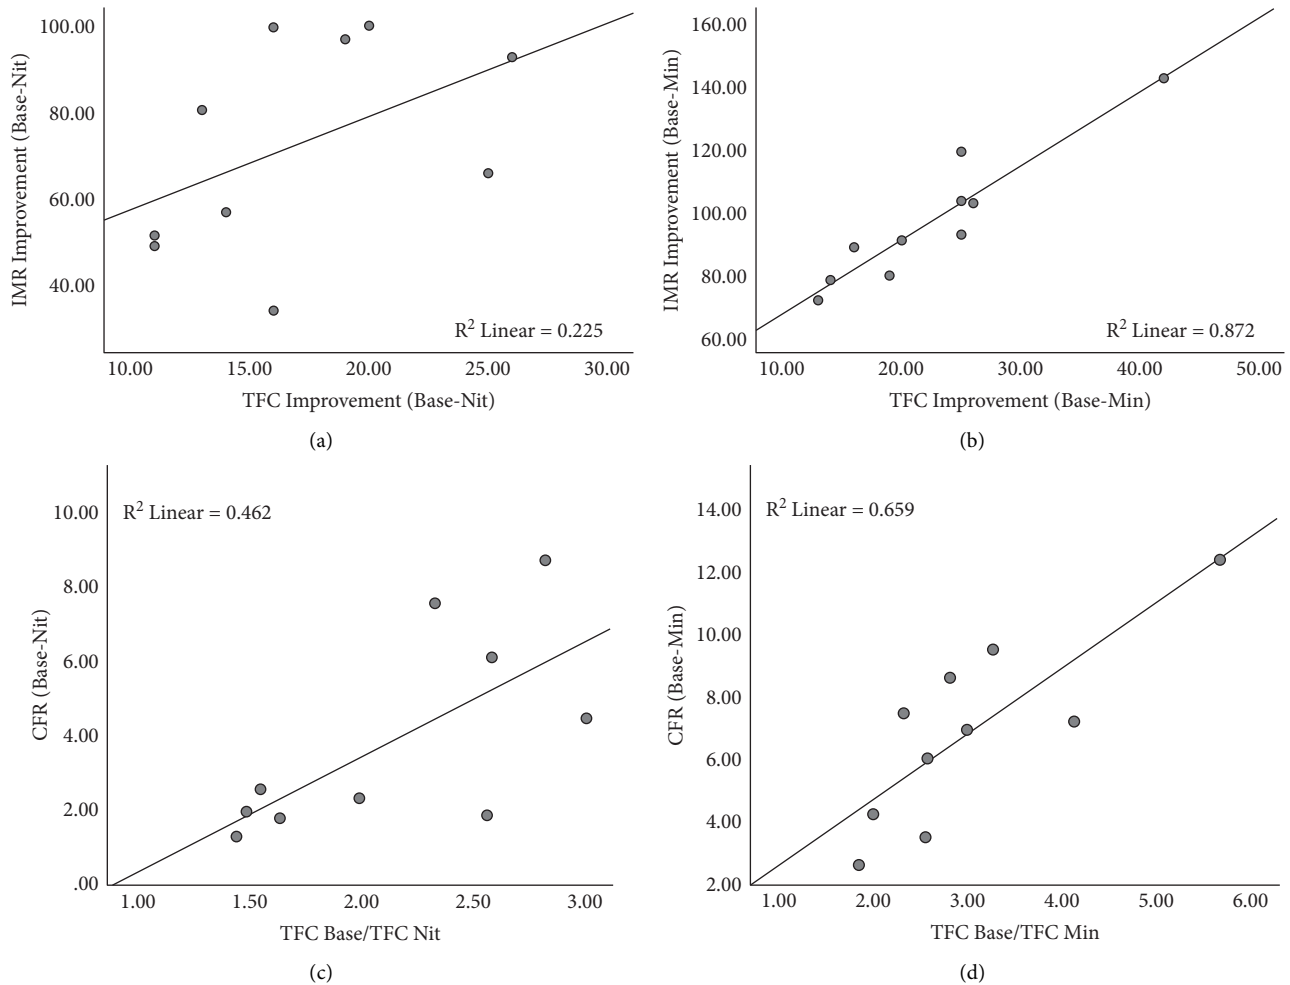 IMR Improvement (Base-Nit)
100.00
80.00
60.00
40.00
R² Linear = 0.225
10.00 15.00 20.00 25.00 30.00
TFC Improvement (Base-Nit)
(a)
IMR Improvement (Base-Min)
160.00
140.00
120.00
100.00
80.00
60.00
R² Linear = 0.872
10.00 20.00 30.00 40.00 50.00
TFC Improvement (Base-Min)
(b)
CFR (Base-Nit)
10.00
8.00
6.00
4.00
2.00
.00
R² Linear = 0.462
1.00 1.50 2.00 2.50 3.00
TFC Base/TFC Nit
(c)
CFR (Base-Min)
14.00
12.00
10.00
8.00
6.00
4.00
2.00
R² Linear = 0.659
1.00 2.00 3.00 4.00 5.00 6.00
TFC Base/TFC Min
(d)